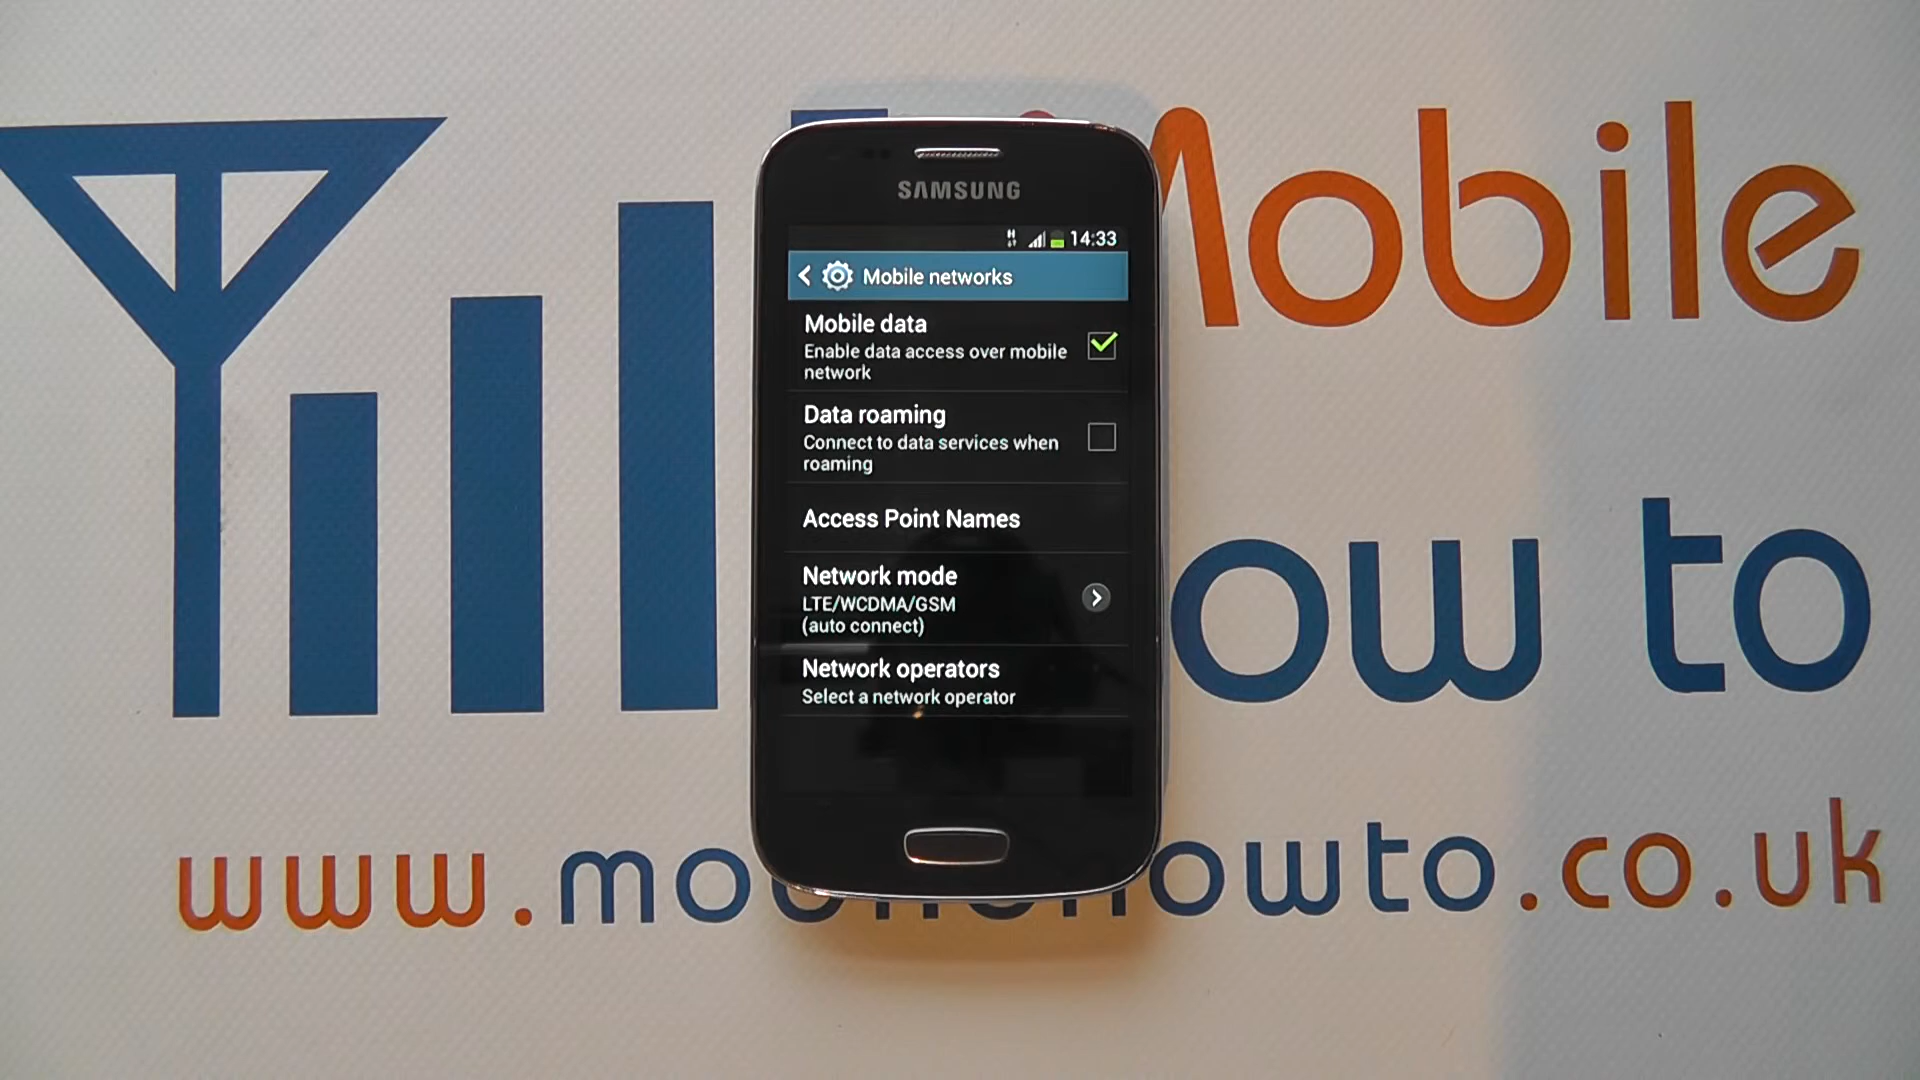 Mobile
SAMSUNG
H 14:33
Mobile networks
Mobile data
Enable data access over mobile
network
Data roaming
Connect to data services when
roaming
Access Point Names
Network mode
LTE/WCDMA/GSM
(auto connect)
Network operators
Select a network operator
ow to
www.mo howto.co.uk